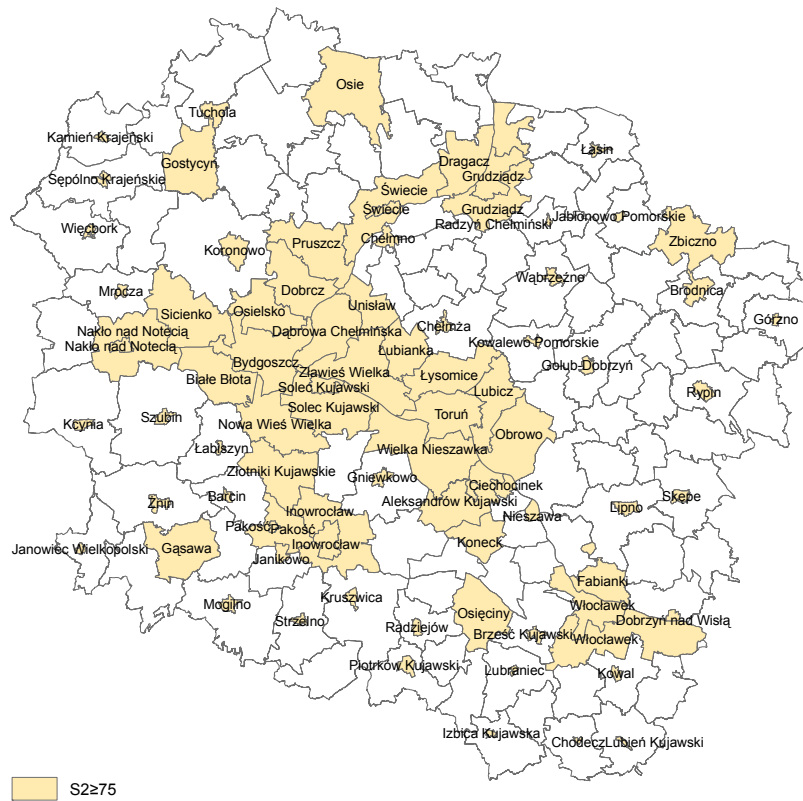 Osie
Tuchola
Kamień Krajeński
Łasin
Dragacz
Gostycyn
Sępólno Krajeńskie
Grudziądz
Świecie
Świecie
Grudziądz
Jabłonowo Pomorskie
Radzyń Chełmiński
Więcbork
Chełmno
Pruszcz
Zbiczno
Koronowo
Wąbrzeźno
Mrocza
Dobrcz
Brodnica
Unisław
Sicienko
Osielsko
Górzno
Chełmża
Nakło nad Notecią
Dąbrowa Chełmińska
Nakło nad Notecią
Kowalewo Pomorskie
Łubianka
Bydgoszcz
Golub-Dobrzyń
Zławieś Wielka
Łysomice
Białe Błota
Solec Kujawski
Lubicz
Rypin
Solec Kujawski
Toruń
Szubin
Kcynia
Nowa Wieś Wielka
Obrowo
Łabiszyn
Wielka Nieszawka
Złotniki Kujawskie
Gniewkowo
Ciechocinek
Barcin
Skępe
Żnin
Aleksandrów Kujawski
Lipno
Inowrocław
Nieszawa
Pakość
Pakość
Koneck
Inowrocław
Janowiec Wielkopolski
Gąsawa
Janikowo
Fabianki
Kruszwica
Mogilno
Włocławek
Osięciny
Dobrzyń nad Wisłą
Strzelno
Radziejów
Brześć Kujawski
Włocławek
Piotrków Kujawski
Lubraniec
Kowal
Izbica Kujawska
Chodecz
Lubień Kujawski
S2≥75